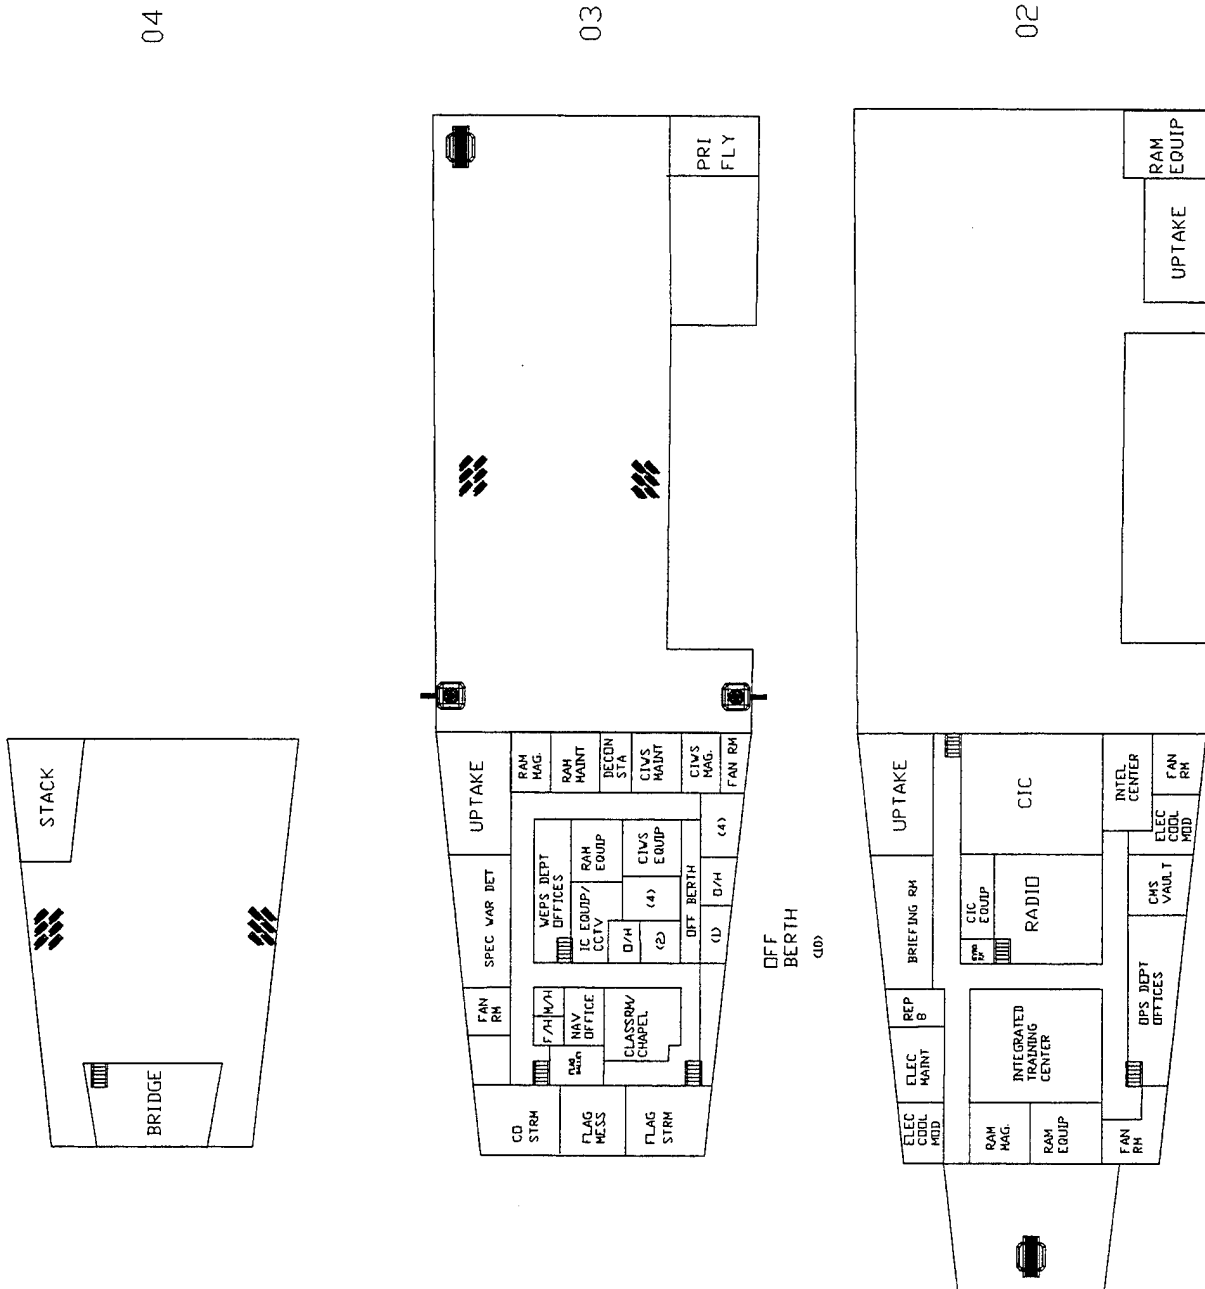 04
STACK
BRIDGE
03
PRI
FLY
UPTAKE
RAM
MAG.
RAM
MAINT
DECON
STA
CIWS
MAINT
CIWS
MAG.
FAN RM
SPEC WAR DET
WEPS DEPT
OFFICES
RAM
EQUIP
CIWS
EQUIP
(4)
IC EQUIP/
CCTV
(4)
O/H
(2)
OFF BERTH
O/H
(1)
FAN
RM
F/H
M/H
NAV
OFFICE
CLASSRM/
CHAPEL
CO
STRM
FLAG
MESS
FLAG
STRM
OFF
BERTH
(10)
02
RAM
EQUIP
UPTAKE
UPTAKE
CIC
INTEL
CENTER
FAN
RM
ELEC
COOL
MOD
BRIEFING RM
CIC
EQUIP
RADIO
CMS
VAULT
REP
8
ELEC
MAINT
INTEGRATED
TRAINING
CENTER
OPS DEPT
OFFICES
ELEC
COOL
MOD
RAM
MAG.
RAM
EQUIP
FAN
RM